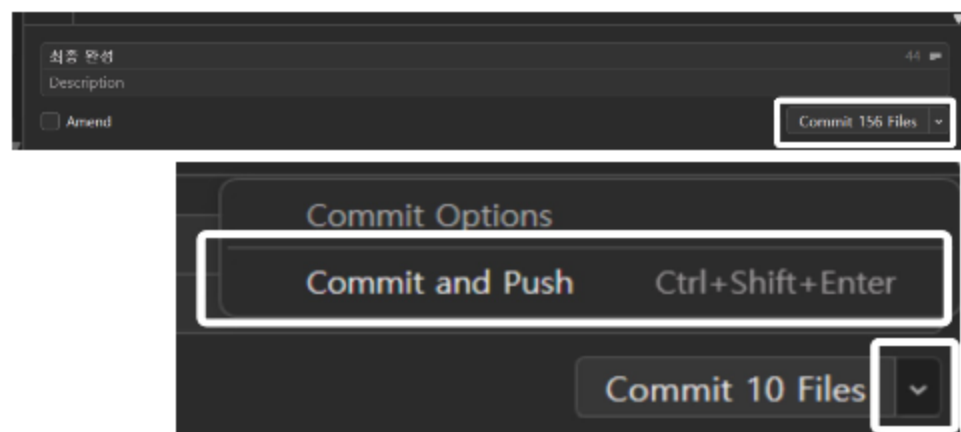 최종 완성
44
Description
Amend
Commit 156 Files
Commit Options
Commit and Push Ctrl+Shift+Enter
Commit 10 Files